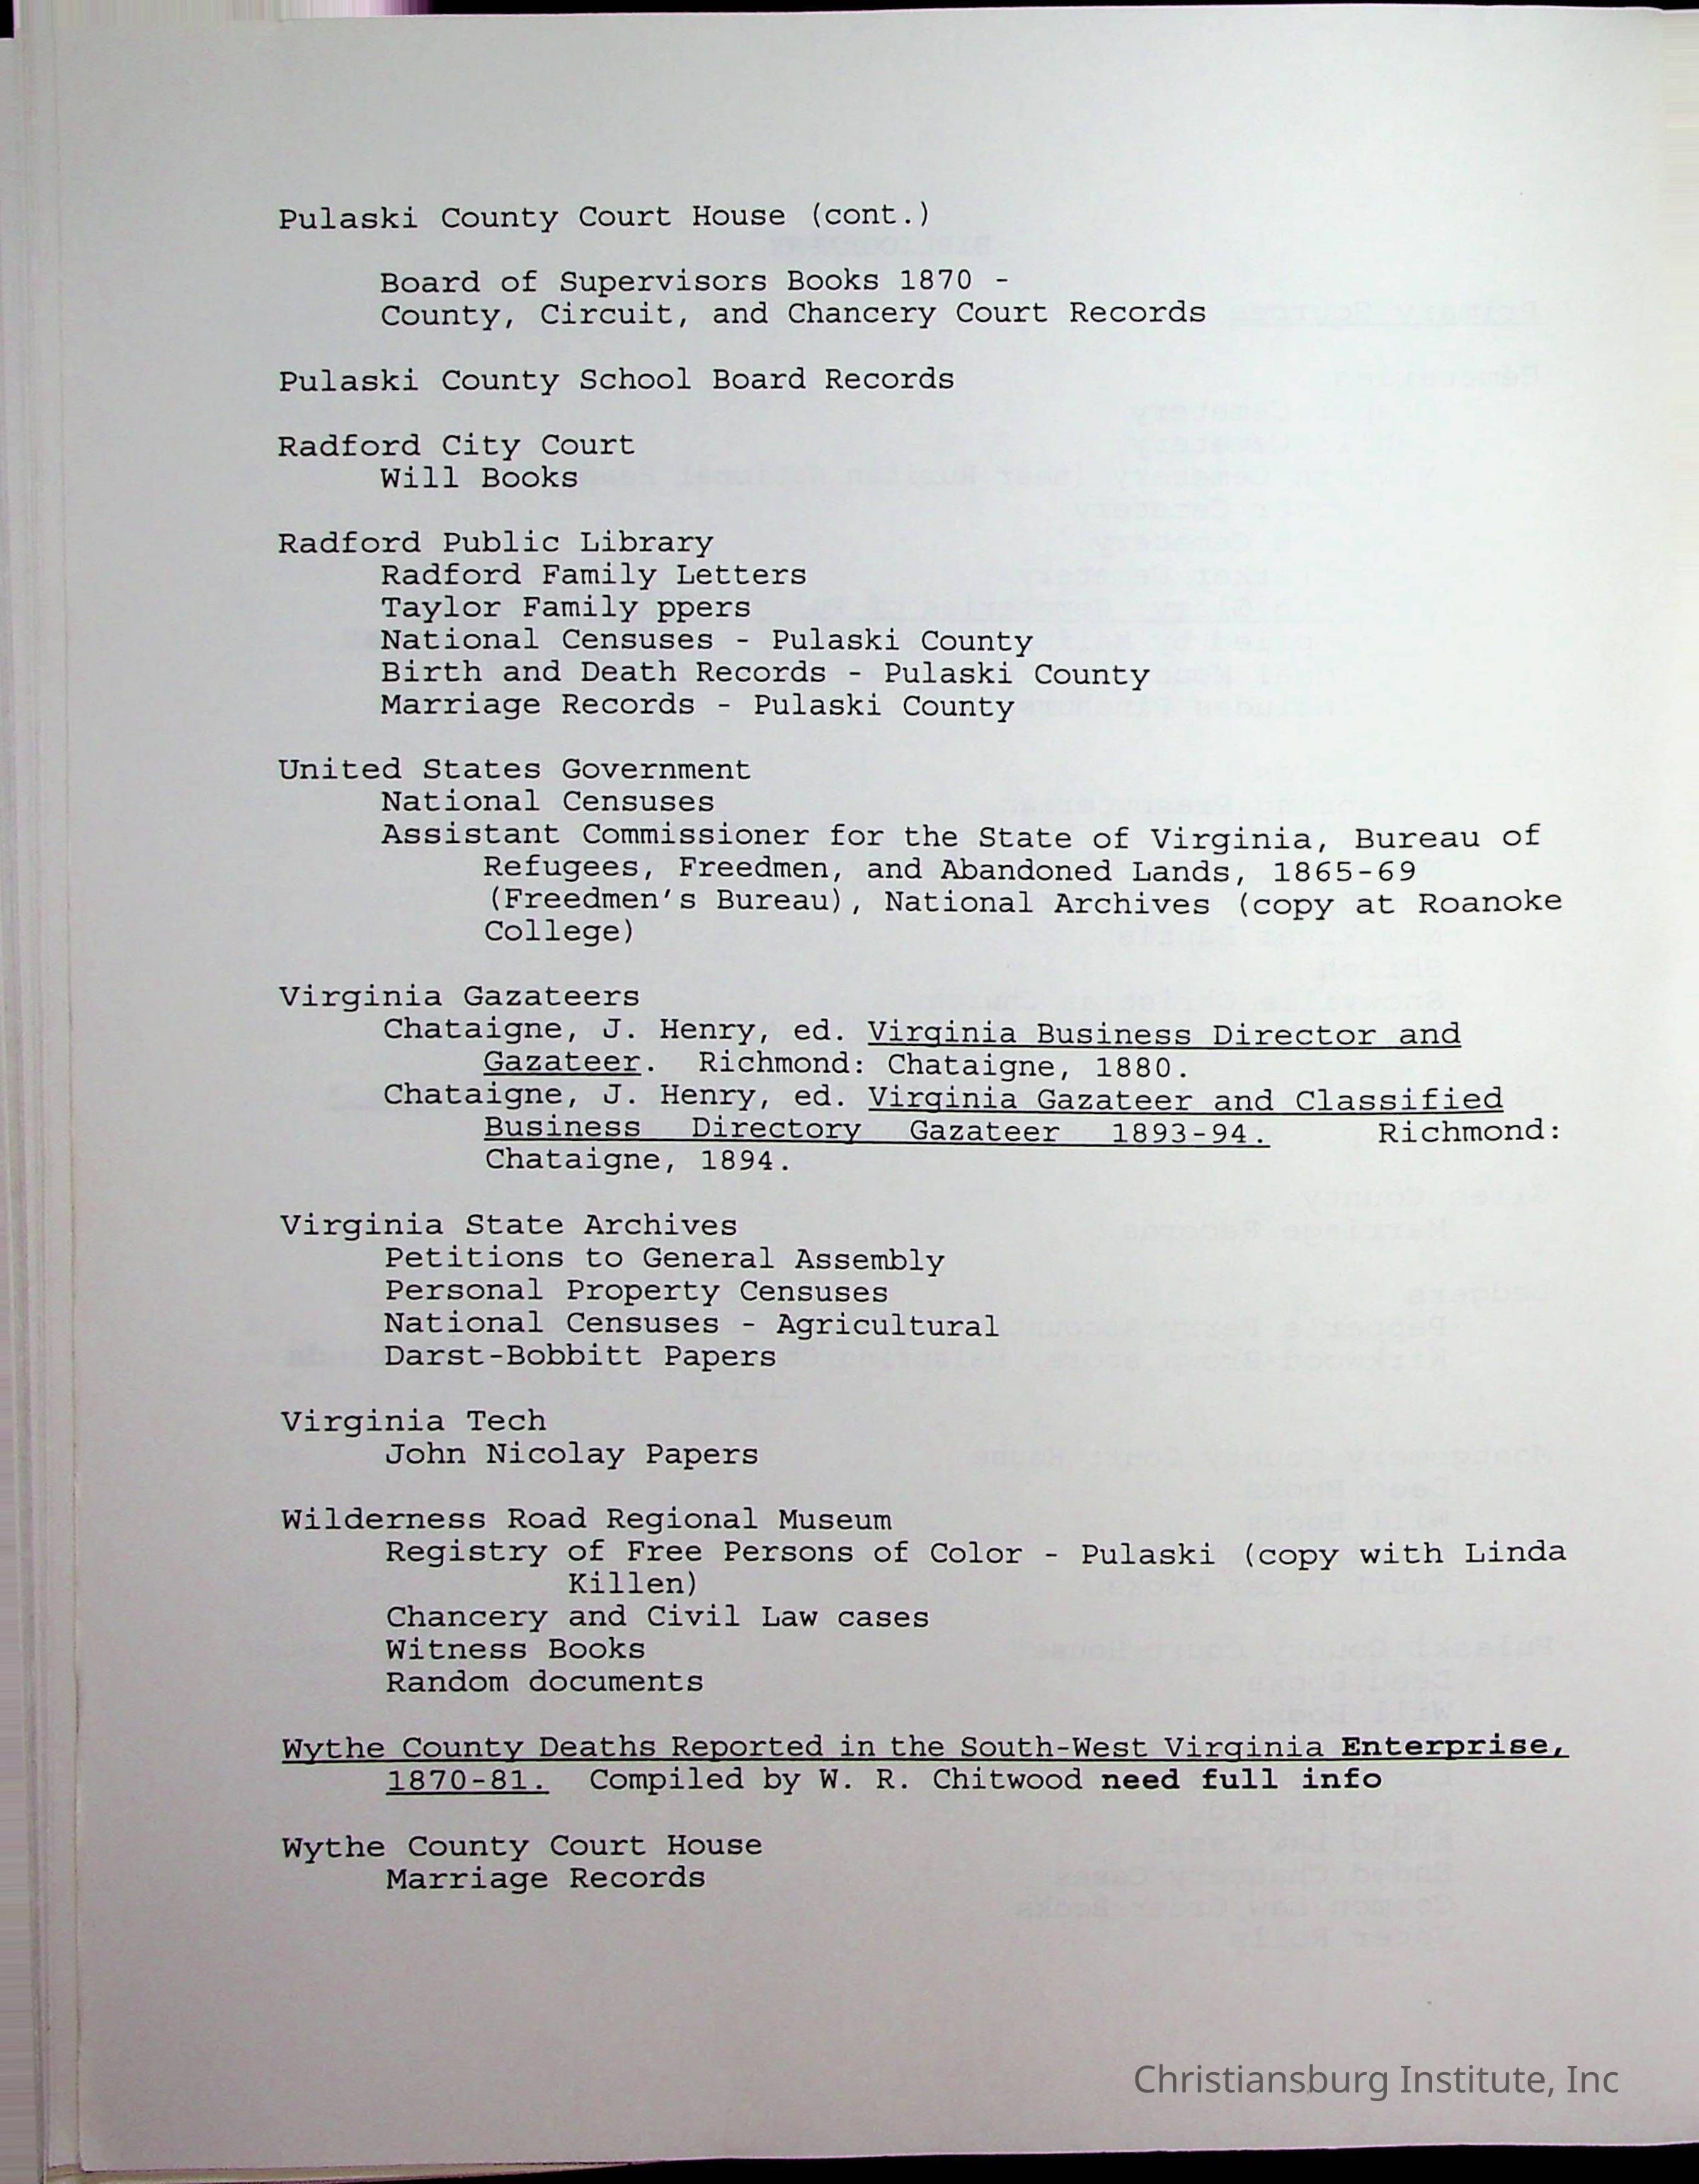 Pulaski County Court House (cont.)
Board of Supervisors Books 1870 -
County, Circuit, and Chancery Court Records
Pulaski County School Board Records
Radford City Court
Will Books
Radford Public Library
Radford Family Letters
Taylor Family ppers
National Censuses - Pulaski County
Birth and Death Records - Pulaski County
Marriage Records - Pulaski County
United States Government
National Censuses
Assistant Commissioner for the State of Virginia, Bureau of
Refugees, Freedmen, and Abandoned Lands, 1865-69
(Freedmen's Bureau), National Archives (copy at Roanoke
College)
Virginia Gazateers
Chataigne, J. Henry, ed. Virginia Business Director and
Gazateer. Richmond: Chataigne, 1880.
Chataigne, J. Henry, ed. Virginia Gazateer and Classified
Business Directory Gazateer 1893-94. Richmond:
Chataigne, 1894.
Virginia State Archives
Petitions to General Assembly
Personal Property Censuses
National Censuses - Agricultural
Darst-Bobbitt Papers
Virginia Tech
John Nicolay Papers
Wilderness Road Regional Museum
Registry of Free Persons of Color - Pulaski (copy with Linda
Killen)
Chancery and Civil Law cases
Witness Books
Random documents
Wythe County Deaths Reported in the South-West Virginia Enterprise,
1870-81. Compiled by W. R. Chitwood need full info
Wythe County Court House
Marriage Records
Christiansburg Institute, Inc